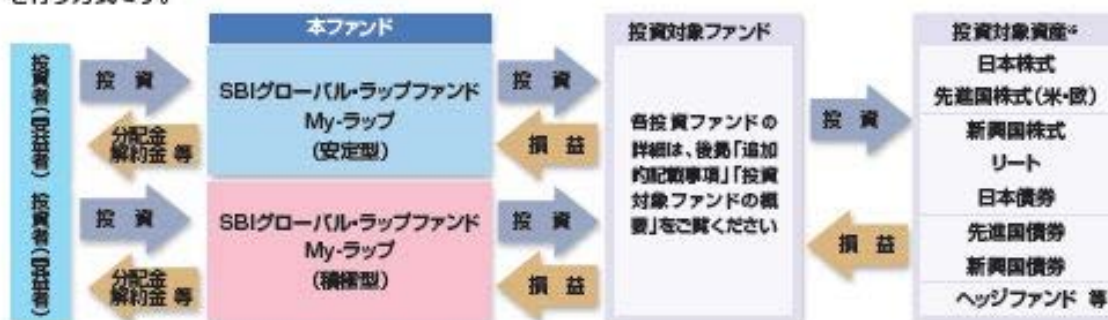 を行う方式です。
本ファンド
投資対象ファンド
投資対象資産※
投資者(受益者)
投資
分配金
解約金 等
SBIグローバル・ラップファンド
My-ラップ
(安定型)
投資
損益
各投資ファンドの
詳細は、後掲「追加
的記載事項」「投資
対象ファンドの概
要」をご覧ください
投資
損益
日本株式
先進国株式(米・欧)
新興国株式
リート
日本債券
先進国債券
新興国債券
ヘッジファンド 等
投資者(受益者)
投資
分配金
解約金 等
SBIグローバル・ラップファンド
My-ラップ
(積極型)
投資
損益